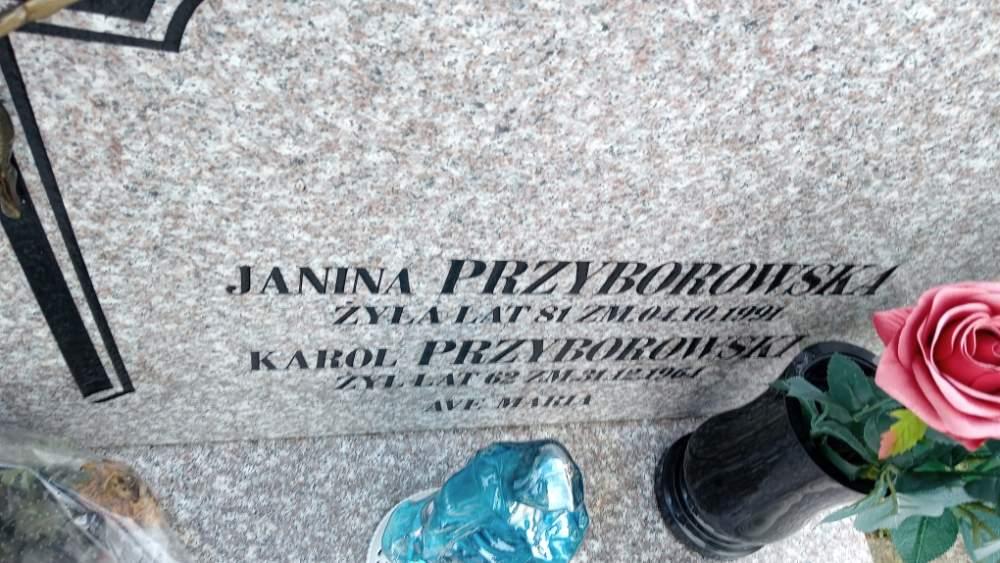 JANINA PRZYBOROWSKA
ŻYŁA LAT 81 ZM.04.10.1991
KAROL PRZYBOROWSKI
ŻYŁ LAT 62 ZM.31.12.1964
AVE MARIA